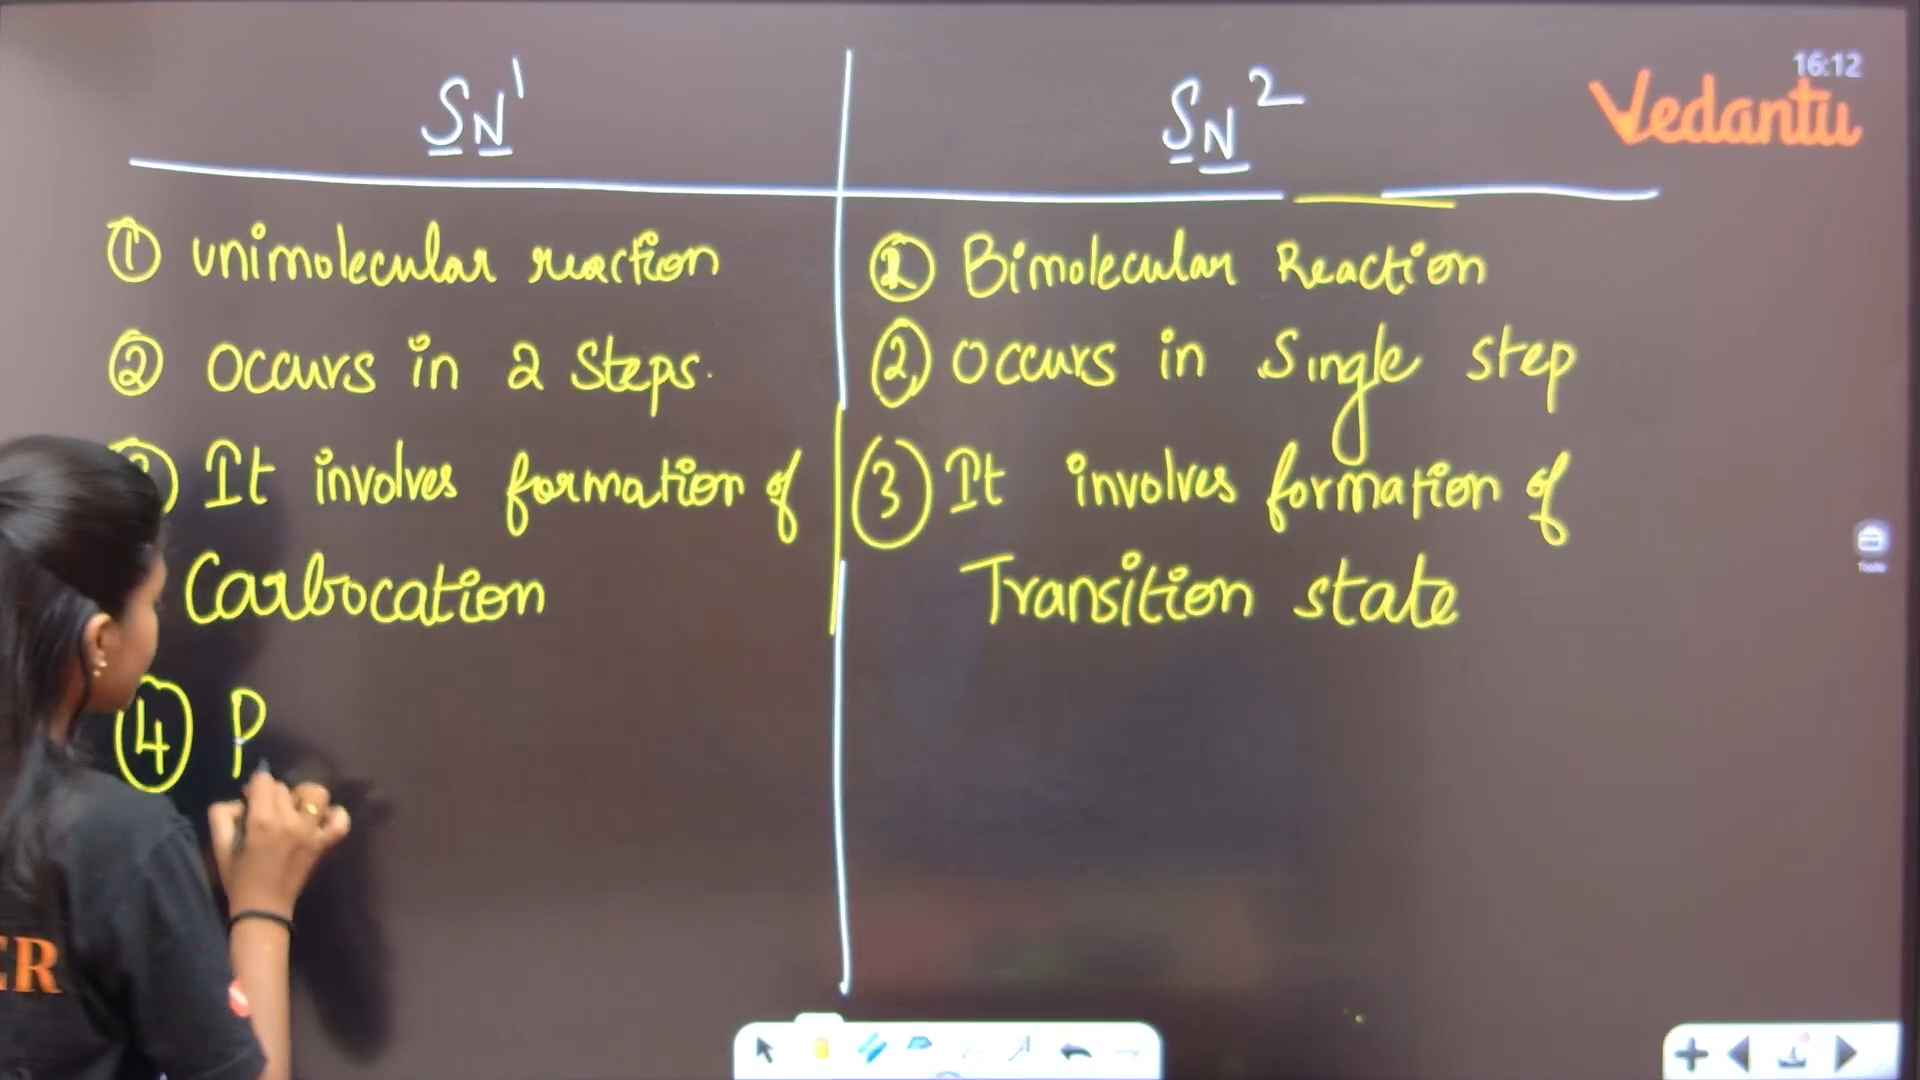 16:12
Vedantu
SN1
SN2
① unimolecular reaction
① Bimolecular Reaction
② occurs in 2 steps.
② occurs in single step
It involves formation of
③ It involves formation of
Carbocation
Transition state
④ P
ER